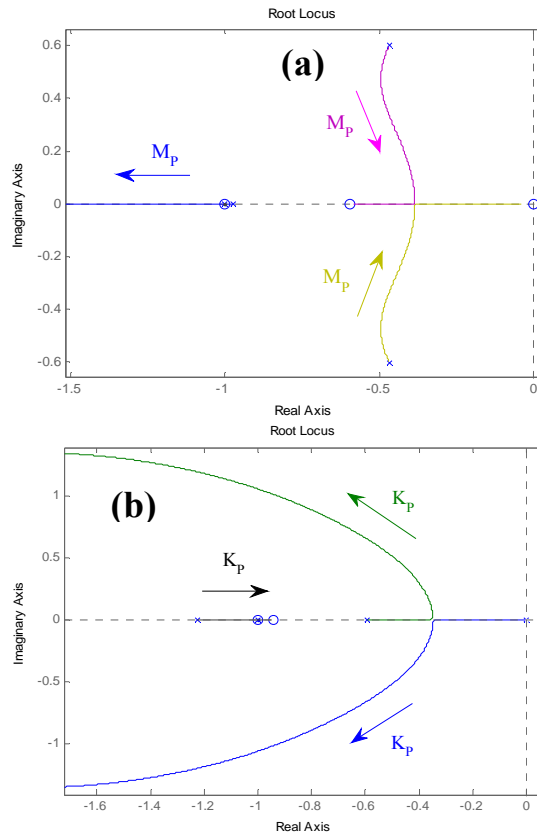 Root Locus
(a)
0.6
0.4
0.2
0
-0.2
-0.4
-0.6
Imaginary Axis
M_P
M_P
M_P
-1.5
-1
-0.5
0
Real Axis
Root Locus
(b)
1
0.5
0
-0.5
-1
Imaginary Axis
K_P
K_P
K_P
-1.6
-1.4
-1.2
-1
-0.8
-0.6
-0.4
-0.2
0
Real Axis